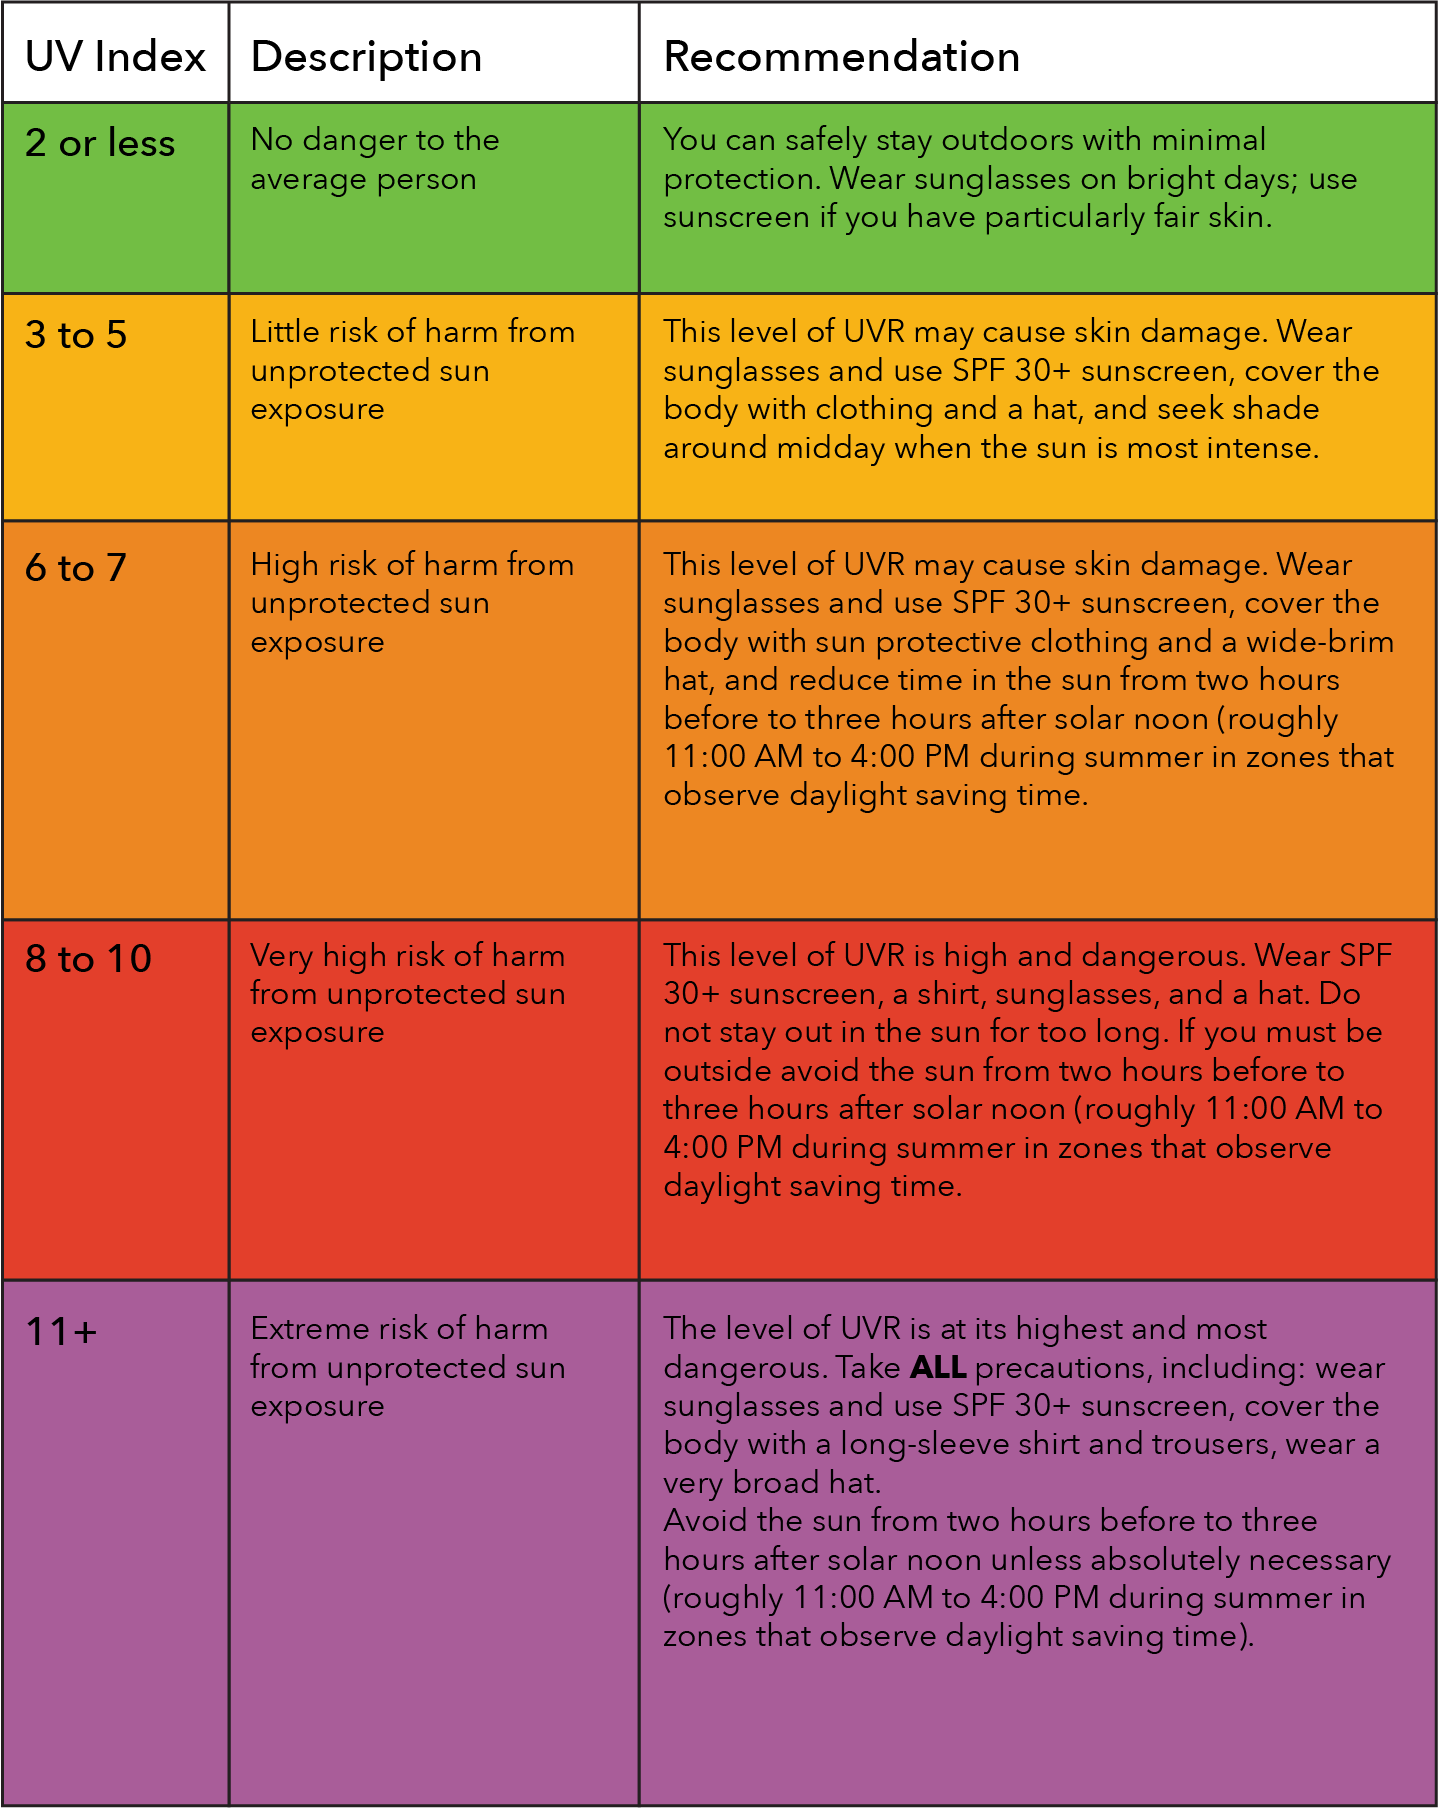 UV Index
Description
Recommendation
2 or less
No danger to the
average person
You can safely stay outdoors with minimal
protection. Wear sunglasses on bright days; use
sunscreen if you have particularly fair skin.
3 to 5
Little risk of harm from
unprotected sun
exposure
This level of UVR may cause skin damage. Wear
sunglasses and use SPF 30+ sunscreen, cover the
body with clothing and a hat, and seek shade
around midday when the sun is most intense.
6 to 7
High risk of harm from
unprotected sun
exposure
This level of UVR may cause skin damage. Wear
sunglasses and use SPF 30+ sunscreen, cover the
body with sun protective clothing and a wide-brim
hat, and reduce time in the sun from two hours
before to three hours after solar noon (roughly
11:00 AM to 4:00 PM during summer in zones that
observe daylight saving time.
8 to 10
Very high risk of harm
from unprotected sun
exposure
This level of UVR is high and dangerous. Wear SPF
30+ sunscreen, a shirt, sunglasses, and a hat. Do
not stay out in the sun for too long. If you must be
outside avoid the sun from two hours before to
three hours after solar noon (roughly 11:00 AM to
4:00 PM during summer in zones that observe
daylight saving time.
11+
Extreme risk of harm
from unprotected sun
exposure
The level of UVR is at its highest and most
dangerous. Take ALL precautions, including: wear
sunglasses and use SPF 30+ sunscreen, cover the
body with a long-sleeve shirt and trousers, wear a
very broad hat.
Avoid the sun from two hours before to three
hours after solar noon unless absolutely necessary
(roughly 11:00 AM to 4:00 PM during summer in
zones that observe daylight saving time).